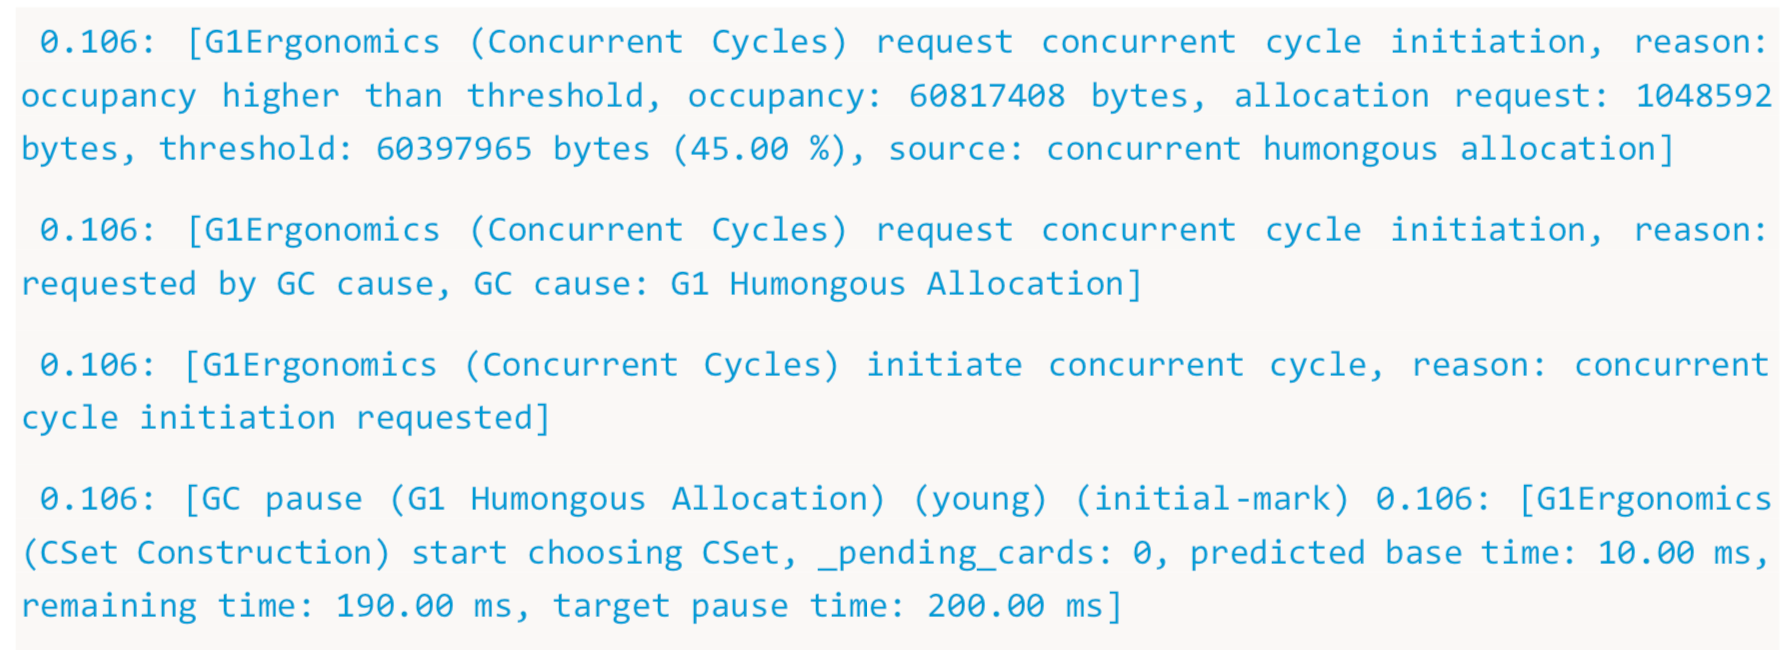 0.106: [G1Ergonomics (Concurrent Cycles) request concurrent cycle initiation, reason:
occupancy higher than threshold, occupancy: 60817408 bytes, allocation request: 1048592
bytes, threshold: 60397965 bytes (45.00 %), source: concurrent humongous allocation]
0.106: [G1Ergonomics (Concurrent Cycles) request concurrent cycle initiation, reason:
requested by GC cause, GC cause: G1 Humongous Allocation]
0.106: [G1Ergonomics (Concurrent Cycles) initiate concurrent cycle, reason: concurrent
cycle initiation requested]
0.106: [GC pause (G1 Humongous Allocation) (young) (initial-mark) 0.106: [G1Ergonomics
(CSet Construction) start choosing CSet, _pending_cards: 0, predicted base time: 10.00 ms,
remaining time: 190.00 ms, target pause time: 200.00 ms]